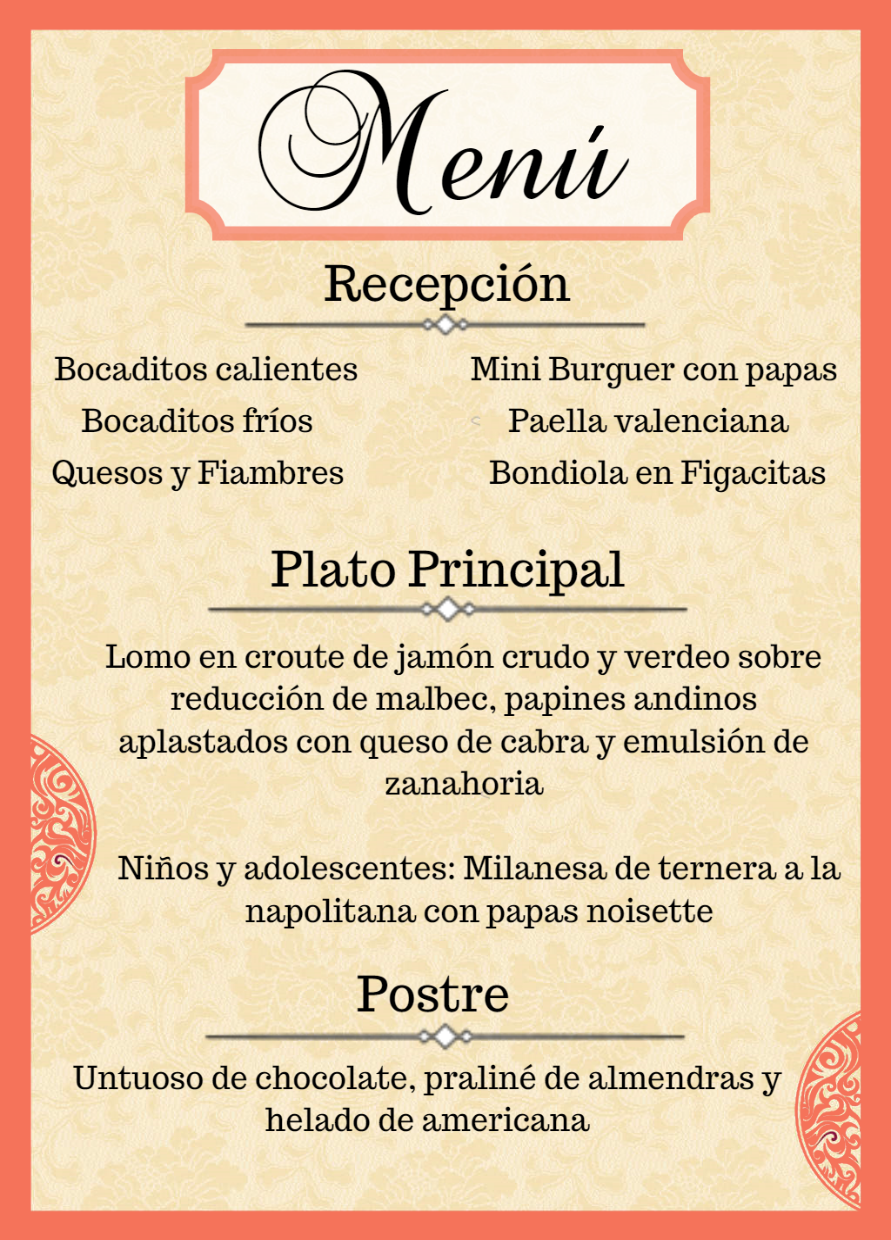 Menú
Recepción
Bocaditos calientes
Bocaditos fríos
Quesos y Fiambres
Mini Burguer con papas
Paella valenciana
Bondiola en Figacitas
Plato Principal
Lomo en croute de jamón crudo y verdeo sobre
reducción de malbec, papines andinos
aplastados con queso de cabra y emulsión de
zanahoria
Niños y adolescentes: Milanesa de ternera a la
napolitana con papas noisette
Postre
Untuoso de chocolate, praliné de almendras y
helado de americana